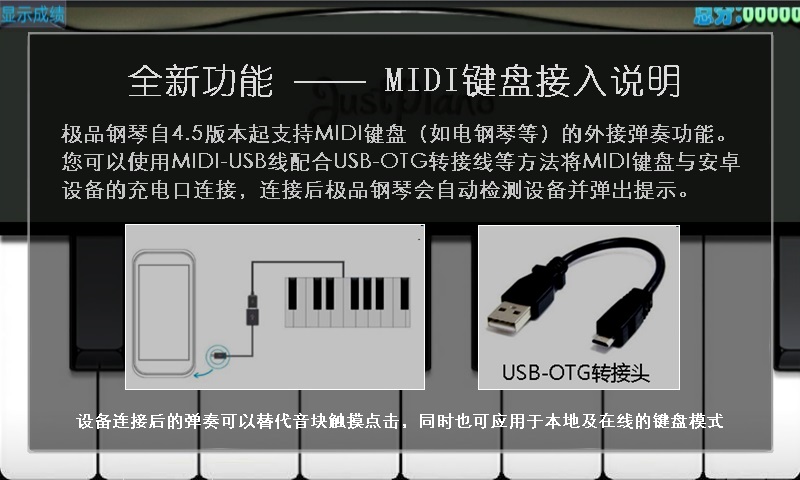 显示成绩
总分:00000
全新功能 —— MIDI键盘接入说明
JustPiano
极品钢琴自4.5版本起支持MIDI键盘（如电钢琴等）的外接弹奏功能。
您可以使用MIDI-USB线配合USB-OTG转接线等方法将MIDI键盘与安卓
设备的充电口连接，连接后极品钢琴会自动检测设备并弹出提示。
USB-OTG转接头
设备连接后的弹奏可以替代音块触摸点击，同时也可应用于本地及在线的键盘模式